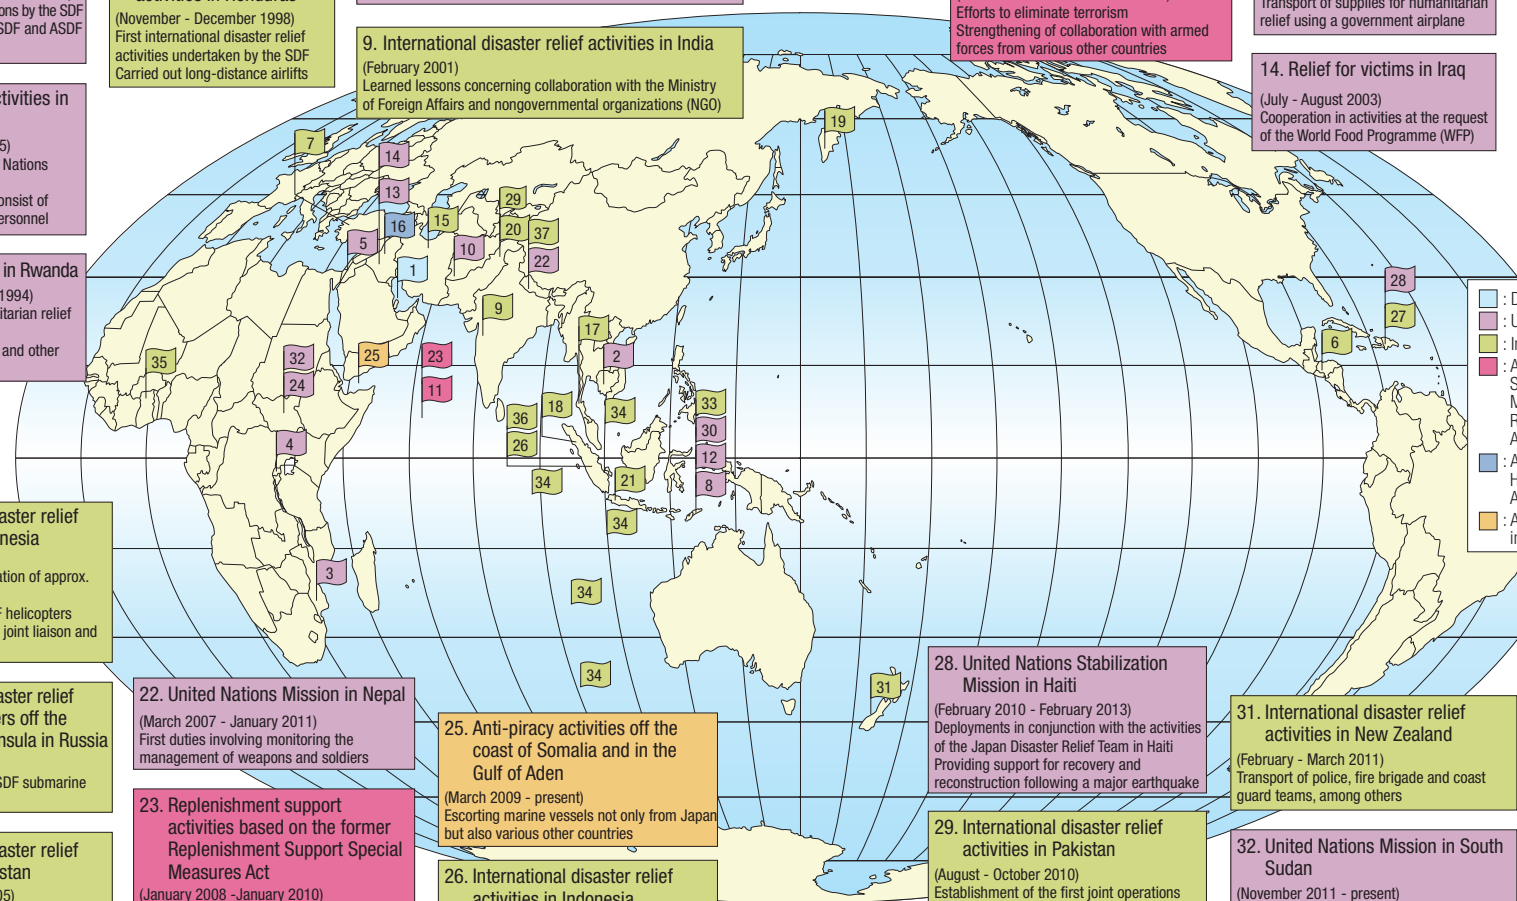 ons by the SDF
SDF and ASDF
(November - December 1998)
First international disaster relief
activities undertaken by the SDF
Carried out long-distance airlifts
9. International disaster relief activities in India
(February 2001)
Learned lessons concerning collaboration with the Ministry
of Foreign Affairs and nongovernmental organizations (NGO)
Efforts to eliminate terrorism
Strengthening of collaboration with armed
forces from various other countries
Transport of supplies for humanitarian
relief using a government airplane
14. Relief for victims in Iraq
(July - August 2003)
Cooperation in activities at the request
of the World Food Programme (WFP)
ctivities in
5)
Nations
onsist of
ersonnel
in Rwanda
1994)
itarian relief
and other
aster relief
nesia
ation of approx.
F helicopters
joint liaison and
aster relief
ers off the
nsula in Russia
SDF submarine
aster relief
stan
05)
7
14
13
16
5
1
15
10
29
20
37
22
19
9
17
2
25
23
11
35
32
24
4
3
18
36
26
34
34
21
34
33
30
12
8
34
34
31
28
27
6
: D
: U
: In
: A
S
M
R
A
: A
H
A
: A
in
22. United Nations Mission in Nepal
(March 2007 - January 2011)
First duties involving monitoring the
management of weapons and soldiers
23. Replenishment support
activities based on the former
Replenishment Support Special
Measures Act
(January 2008 -January 2010)
25. Anti-piracy activities off the
coast of Somalia and in the
Gulf of Aden
(March 2009 - present)
Escorting marine vessels not only from Japan
but also various other countries
26. International disaster relief
activities in Indonesia
28. United Nations Stabilization
Mission in Haiti
(February 2010 - February 2013)
Deployments in conjunction with the activities
of the Japan Disaster Relief Team in Haiti
Providing support for recovery and
reconstruction following a major earthquake
29. International disaster relief
activities in Pakistan
(August - October 2010)
Establishment of the first joint operations
31. International disaster relief
activities in New Zealand
(February - March 2011)
Transport of police, fire brigade and coast
guard teams, among others
32. United Nations Mission in South
Sudan
(November 2011 - present)